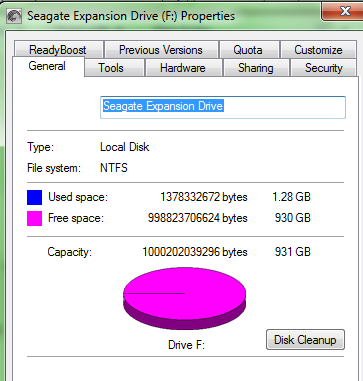 Seagate Expansion Drive (F:) Properties
ReadyBoost Previous Versions Quota Customize
General Tools Hardware Sharing Security
Seagate Expansion Drive
Type: Local Disk
File system: NTFS
Used space: 1378332672 bytes 1.28 GB
Free space: 998823706624 bytes 930 GB
Capacity: 1000202039296 bytes 931 GB
Drive F:
Disk Cleanup